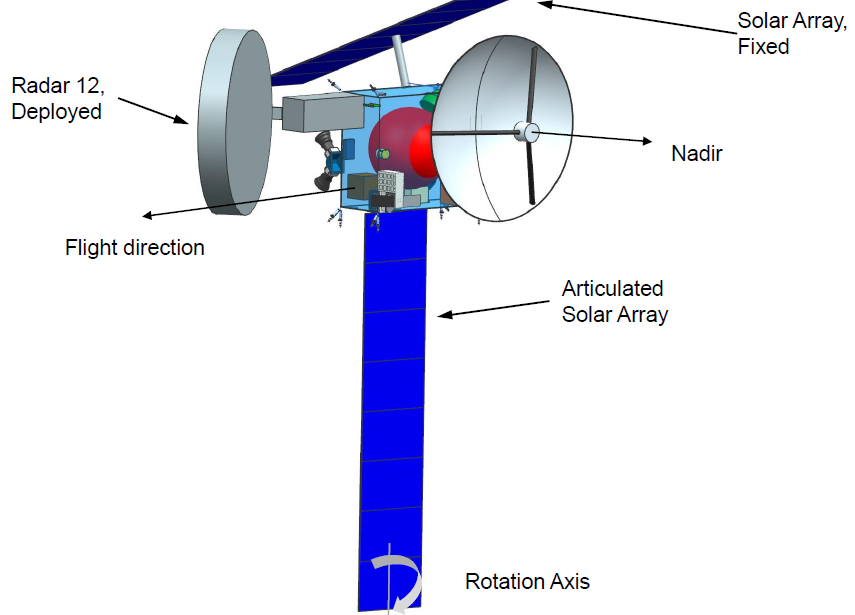 Solar Array,
Fixed
Radar 12,
Deployed
Nadir
Flight direction
Articulated
Solar Array
Rotation Axis